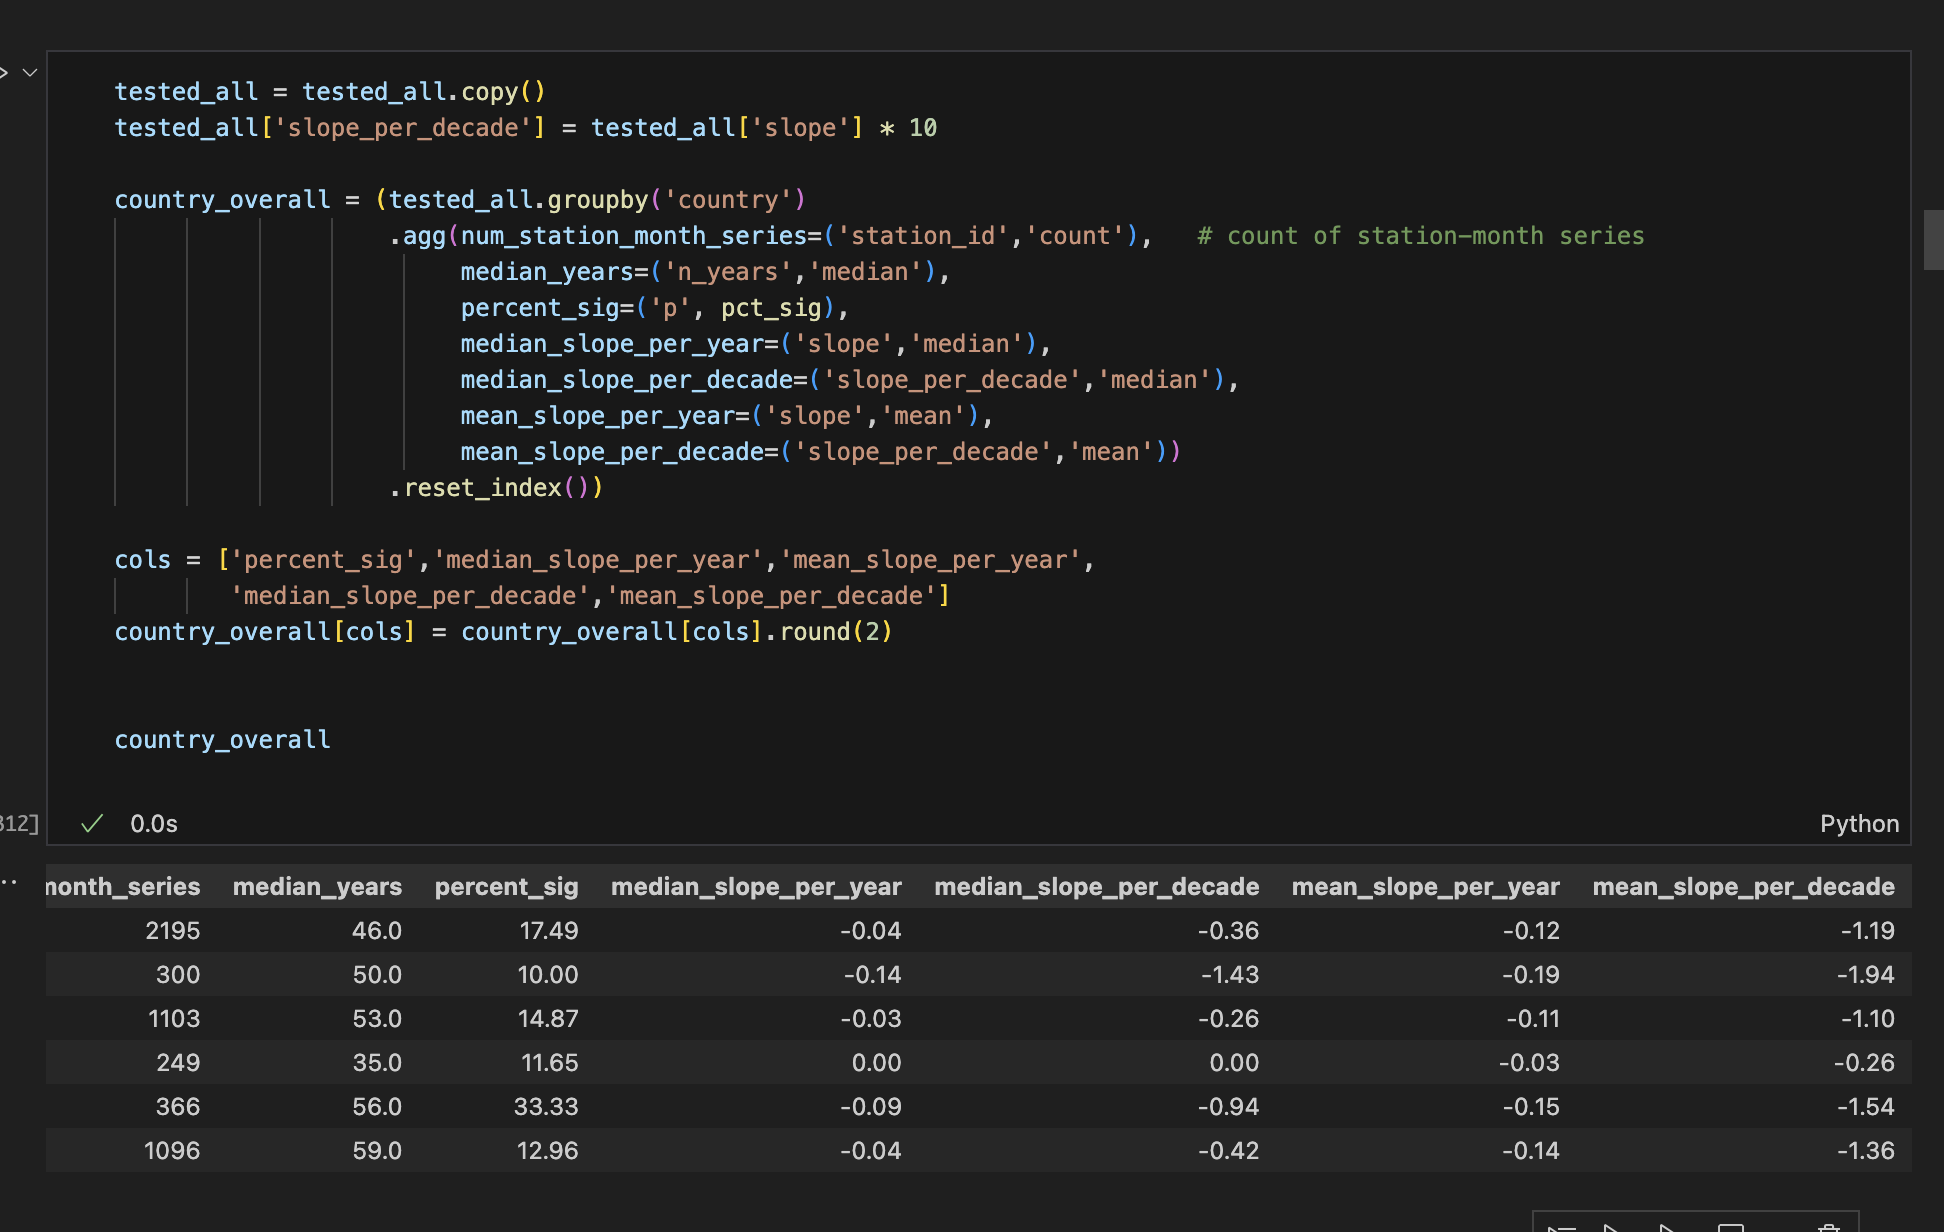 tested_all = tested_all.copy()
tested_all['slope_per_decade'] = tested_all['slope'] * 10
country_overall = (tested_all.groupby('country')
.agg(num_station_month_series=('station_id','count'),   # count of station-month series
median_years=('n_years','median'),
percent_sig=('p', pct_sig),
median_slope_per_year=('slope','median'),
median_slope_per_decade=('slope_per_decade','median'),
mean_slope_per_year=('slope','mean'),
mean_slope_per_decade=('slope_per_decade','mean'))
.reset_index())
cols = ['percent_sig','median_slope_per_year','mean_slope_per_year',
'median_slope_per_decade','mean_slope_per_decade']
country_overall[cols] = country_overall[cols].round(2)
country_overall
312] 0.0s Python
month_series median_years percent_sig median_slope_per_year median_slope_per_decade mean_slope_per_year mean_slope_per_decade
2195 46.0 17.49 -0.04 -0.36 -0.12 -1.19
300 50.0 10.00 -0.14 -1.43 -0.19 -1.94
1103 53.0 14.87 -0.03 -0.26 -0.11 -1.10
249 35.0 11.65 0.00 0.00 -0.03 -0.26
366 56.0 33.33 -0.09 -0.94 -0.15 -1.54
1096 59.0 12.96 -0.04 -0.42 -0.14 -1.36